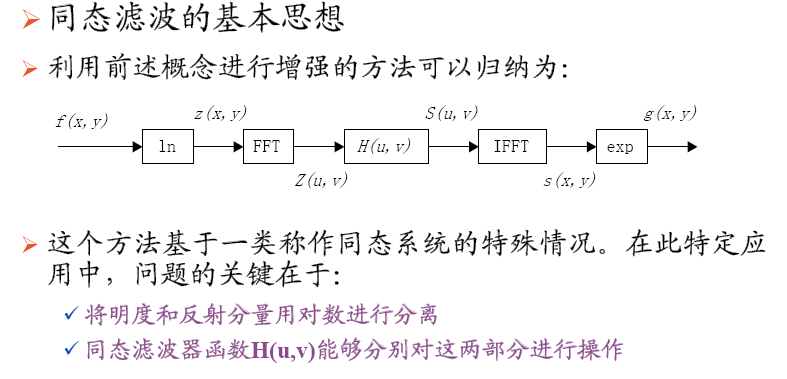 同态滤波的基本思想
利用前述概念进行增强的方法可以归纳为：
f(x,y) z(x,y) S(u,v) g(x,y)
ln FFT H(u,v) IFFT exp
Z(u,v) s(x,y)
这个方法基于一类称作同态系统的特殊情况。在此特定应
用中，问题的关键在于：
将明度和反射分量用对数进行分离
同态滤波器函数H(u,v)能够分别对这两部分进行操作